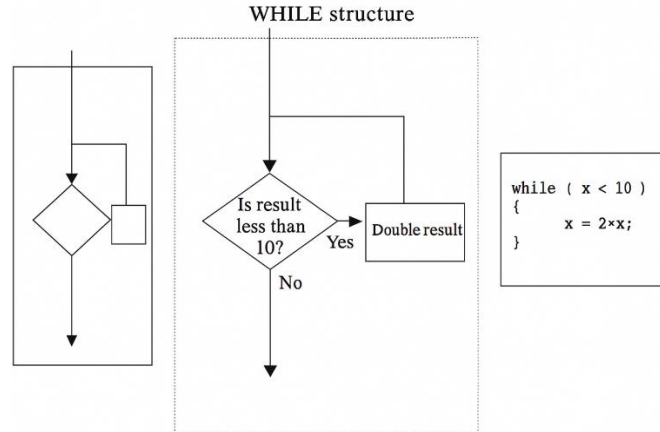 WHILE structure
Is result
less than
10?
Yes
Double result
No
while ( x < 10 )
{
x = 2*x;
}